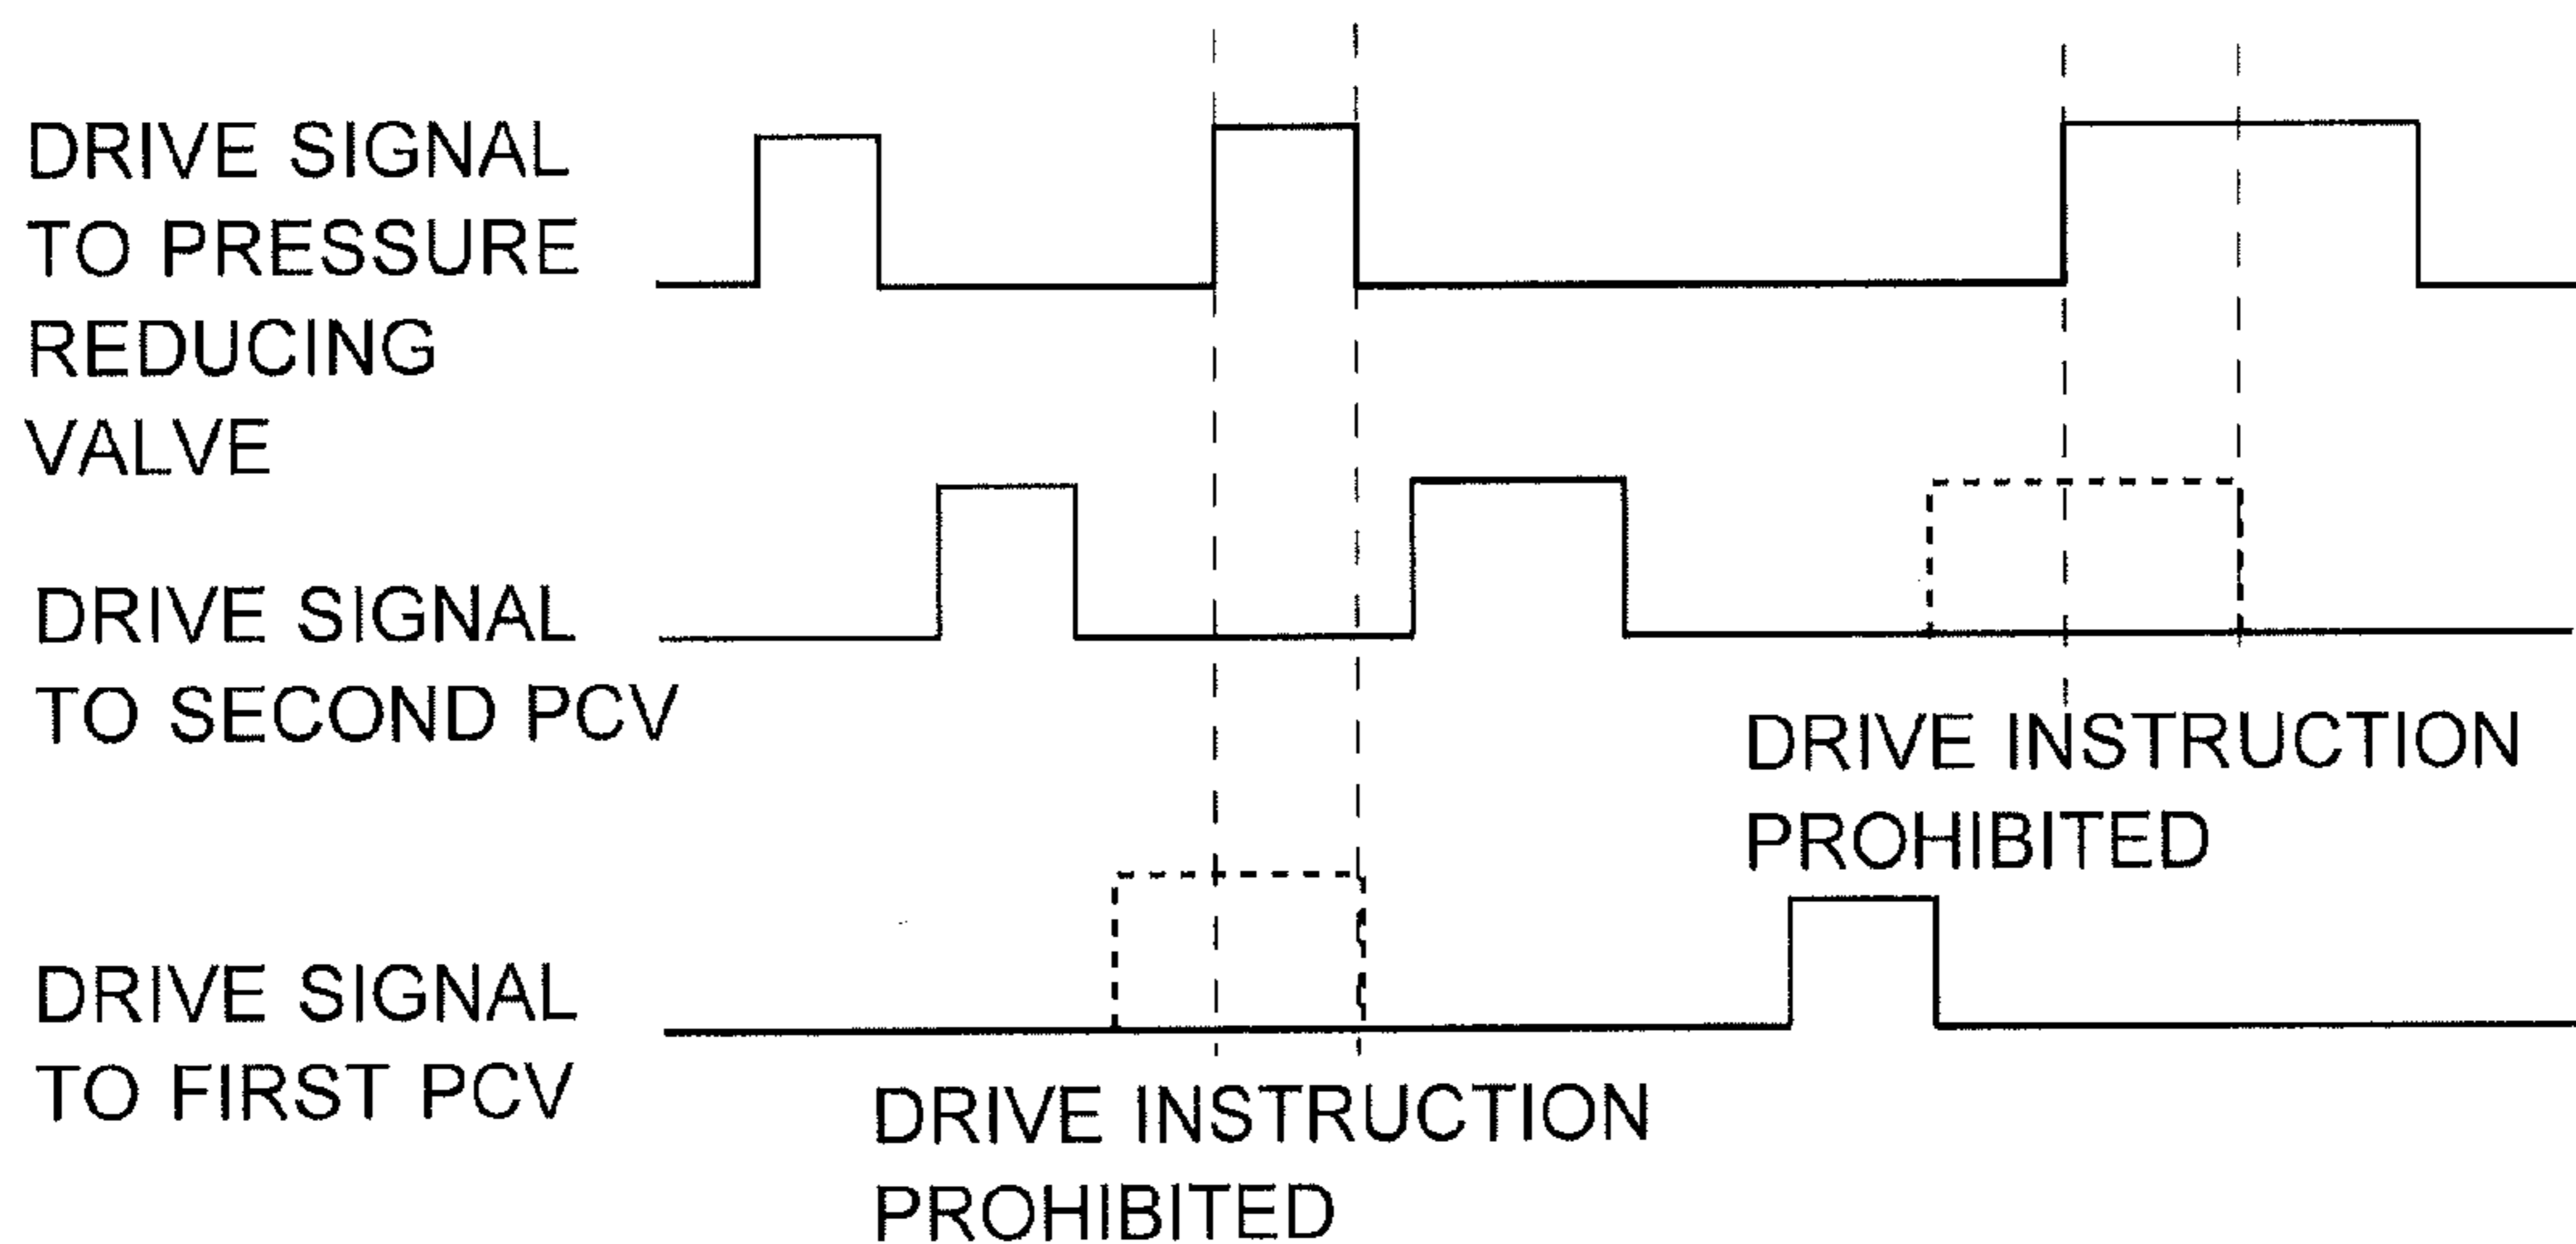 DRIVE SIGNAL
TO PRESSURE
REDUCING
VALVE
DRIVE SIGNAL
TO SECOND PCV
DRIVE INSTRUCTION
PROHIBITED
DRIVE SIGNAL
TO FIRST PCV
DRIVE INSTRUCTION
PROHIBITED